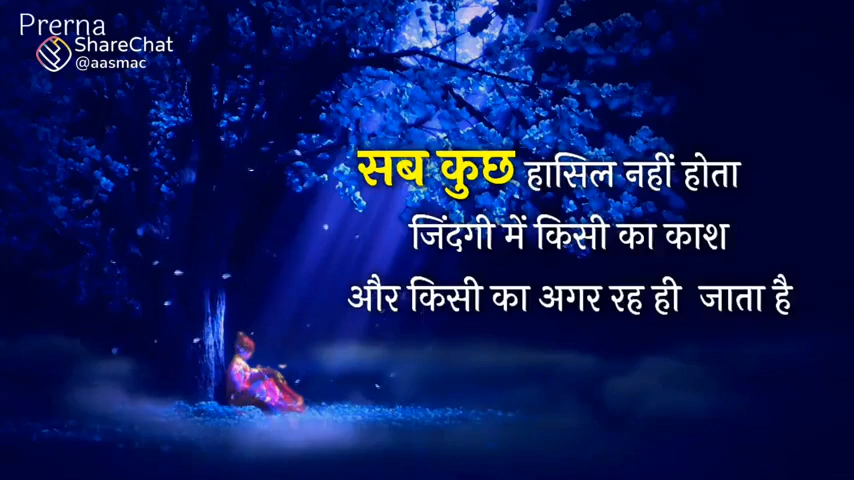 Prerna
ShareChat
@aasmac
सब कुछ हासिल नहीं होता
जिंदगी में किसी का काश
और किसी का अगर रह ही जाता है